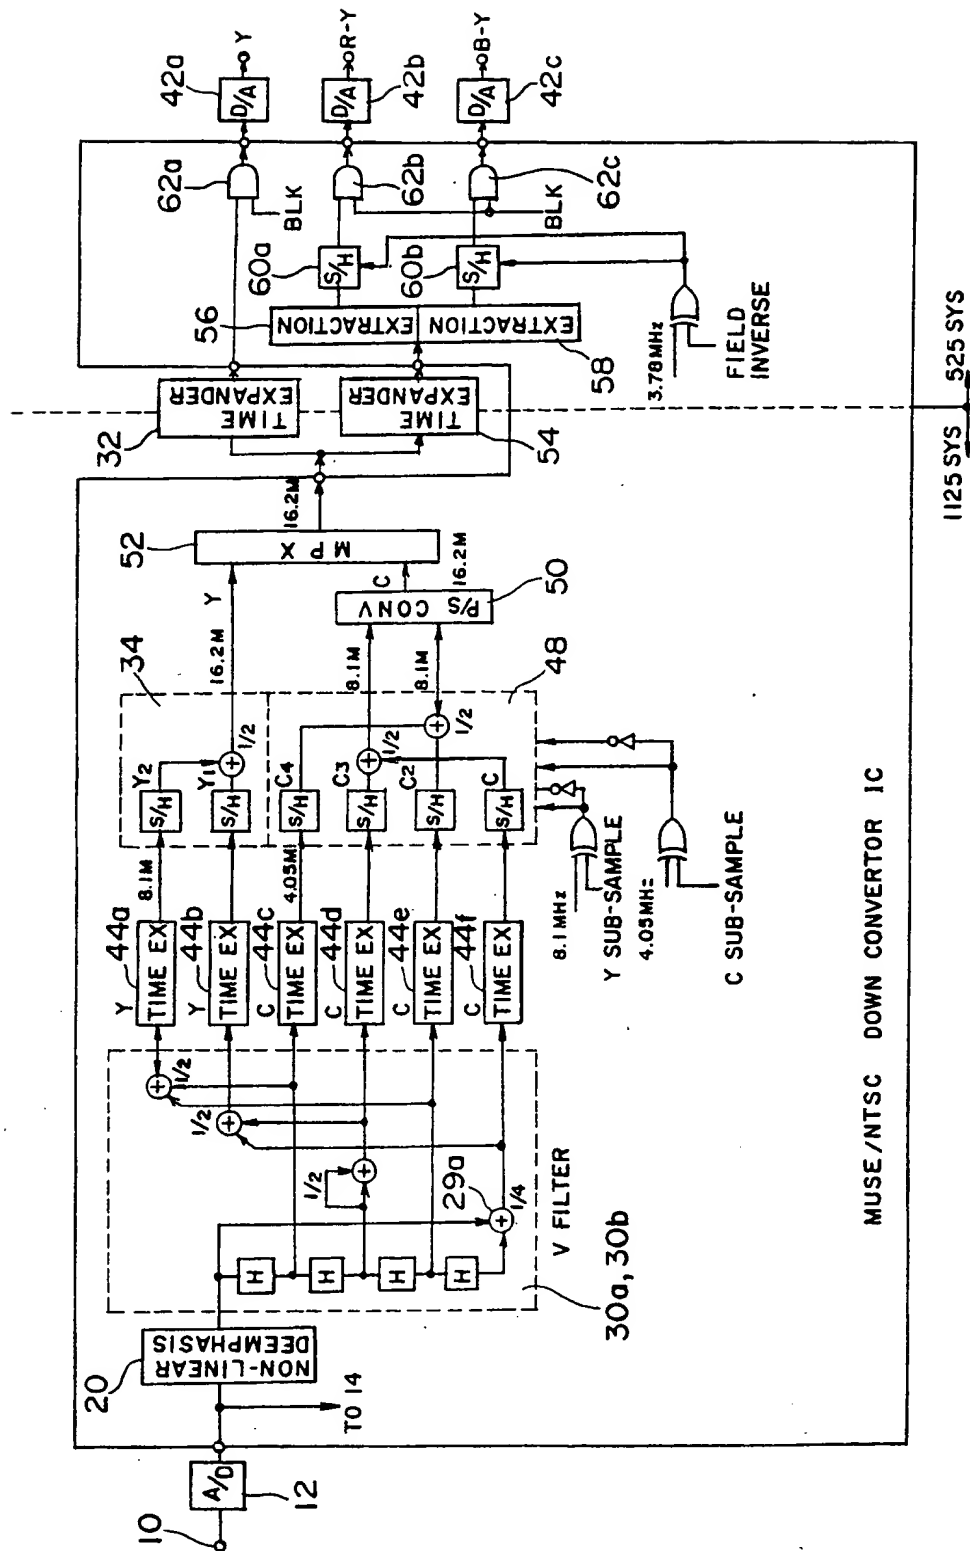 10
A/D
12
TO 14
20
NON-LINEAR
DEEMPHASIS
H
H
H
H
1/2
1/2
1/2
29a
1/4
V FILTER
30a, 30b
Y
44a
TIME EX
Y
44b
TIME EX
C
44c
TIME EX
C
44d
TIME EX
C
44e
TIME EX
C
44f
TIME EX
8.1M
4.05M
34
S/H
Y2
S/H
Y1
1/2
S/H
C4
S/H
C3
1/2
S/H
C2
1/2
S/H
C
48
8.1MHz
Y SUB-SAMPLE
4.05MHz
C SUB-SAMPLE
16.2M
Y
8.1M
8.1M
P/S CONV
50
C
16.2M
52
MPX
16.2M
32
TIME
EXPANDER
TIME
EXPANDER
54
56
EXTRACTION
EXTRACTION
EXTRACTION
58
60a
S/H
60b
S/H
3.78MHz
FIELD
INVERSE
62a
BLK
62b
62c
BLK
42a
D/A
Y
D/A
42b
R-Y
D/A
42c
B-Y
MUSE/NTSC DOWN CONVERTOR IC
1125 SYS
525 SYS